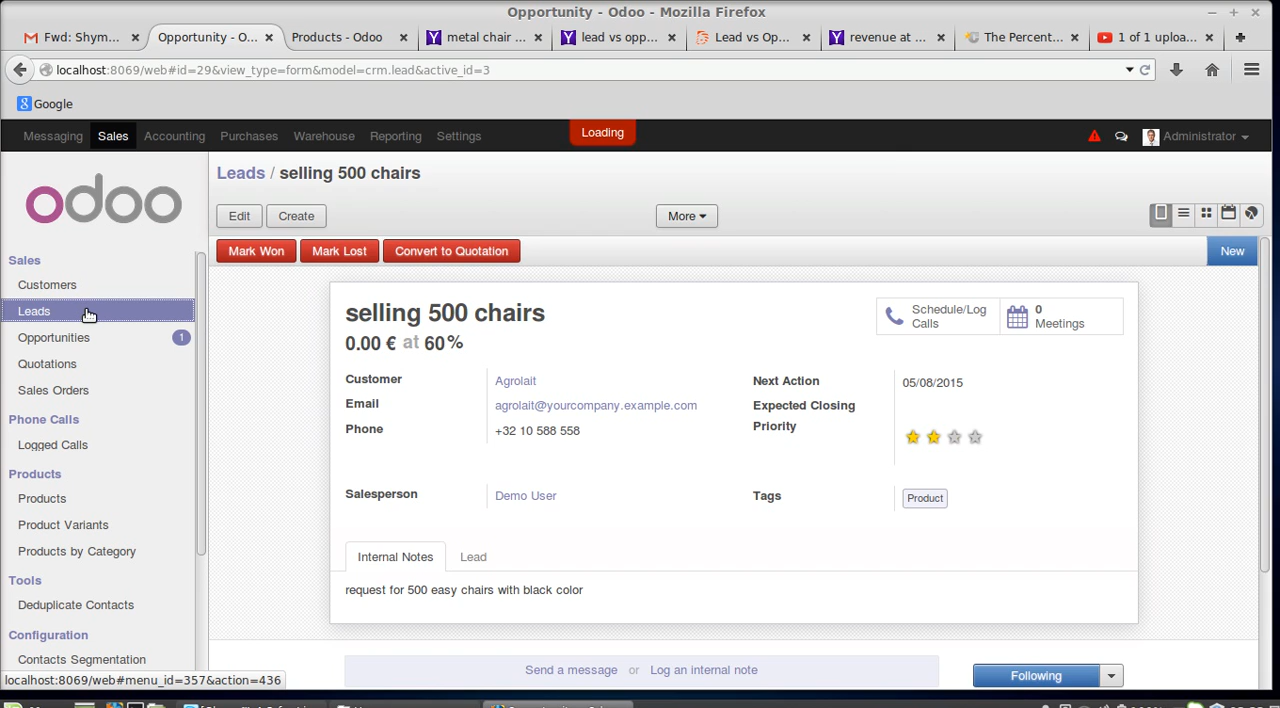 Opportunity - Odoo - Mozilla Firefox
Fwd: Shym... Opportunity - O... Products - Odoo metal chair ... lead vs opp... Lead vs Op... revenue at ... The Percent... 1 of 1 uploa...
localhost:8069/web#id=29&view_type=form&model=crm.lead&active_id=3
Google
Messaging Sales Accounting Purchases Warehouse Reporting Settings Loading Administrator
odoo
Leads / selling 500 chairs
Edit Create More
Mark Won Mark Lost Convert to Quotation New
Sales
Customers
Leads
Opportunities 1
Quotations
Sales Orders
Phone Calls
Logged Calls
Products
Products
Product Variants
Products by Category
Tools
Deduplicate Contacts
Configuration
Contacts Segmentation
selling 500 chairs
0.00 € at 60%
Schedule/Log Calls
0 Meetings
Customer Agrolait
Email agrolait@yourcompany.example.com
Phone +32 10 588 558
Next Action 05/08/2015
Expected Closing
Priority
Salesperson Demo User
Tags Product
Internal Notes Lead
request for 500 easy chairs with black color
Send a message or Log an internal note
Following
localhost:8069/web#menu_id=357&action=436